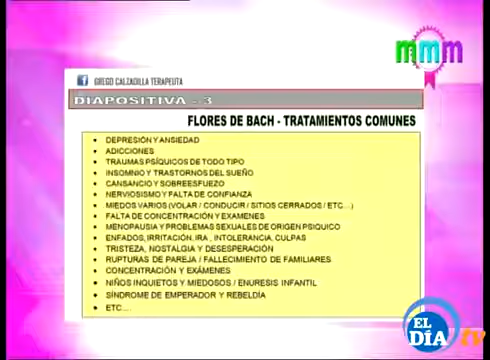 mmm
GREGO CALZADILLA TERAPEUTA
DIAPOSITIVA - 3
FLORES DE BACH - TRATAMIENTOS COMUNES
• DEPRESIÓN Y ANSIEDAD
• ADICCIONES
• TRAUMAS PSÍQUICOS DE TODO TIPO
• INSOMNIO Y TRASTORNOS DEL SUEÑO
• CANSANCIO Y SOBREESFUEZO
• NERVIOSISMO Y FALTA DE CONFIANZA
• MIEDOS VARIOS (VOLAR / CONDUCIR / SITIOS CERRADOS / ETC...)
• FALTA DE CONCENTRACIÓN Y EXAMENES
• MENOPAUSIA Y PROBLEMAS SEXUALES DE ORIGEN PSIQUICO
• ENFADOS, IRRITACIÓN, IRA , INTOLERANCIA, CULPAS
• TRISTEZA, NOSTALGIA Y DESESPERACIÓN
• RUPTURAS DE PAREJA / FALLECIMIENTO DE FAMILIARES
• CONCENTRACIÓN Y EXÁMENES
• NIÑOS INQUIETOS Y MIEDOSOS / ENURESIS INFANTIL
• SÍNDROME DE EMPERADOR Y REBELDÍA
• ETC....
EL DÍA tv